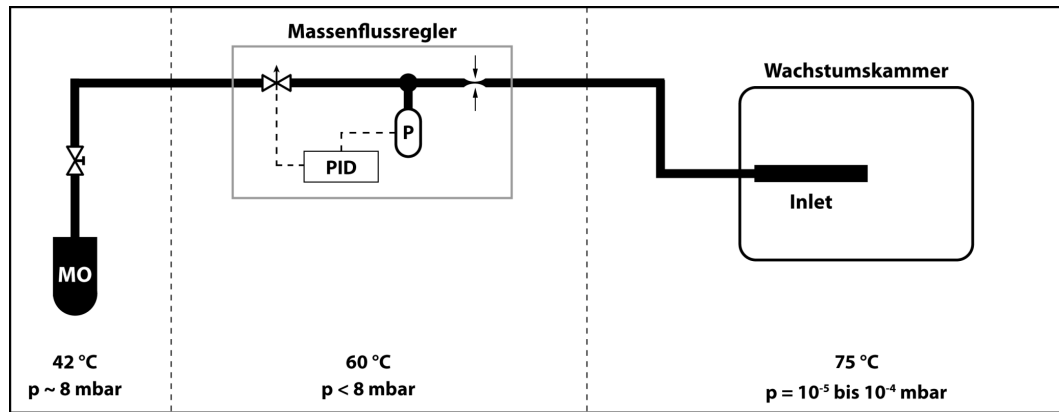 Massenflussregler
Wachstumskammer
P
PID
Inlet
MO
42 °C
p ~ 8 mbar
60 °C
p < 8 mbar
75 °C
p = 10⁻⁵ bis 10⁻⁴ mbar